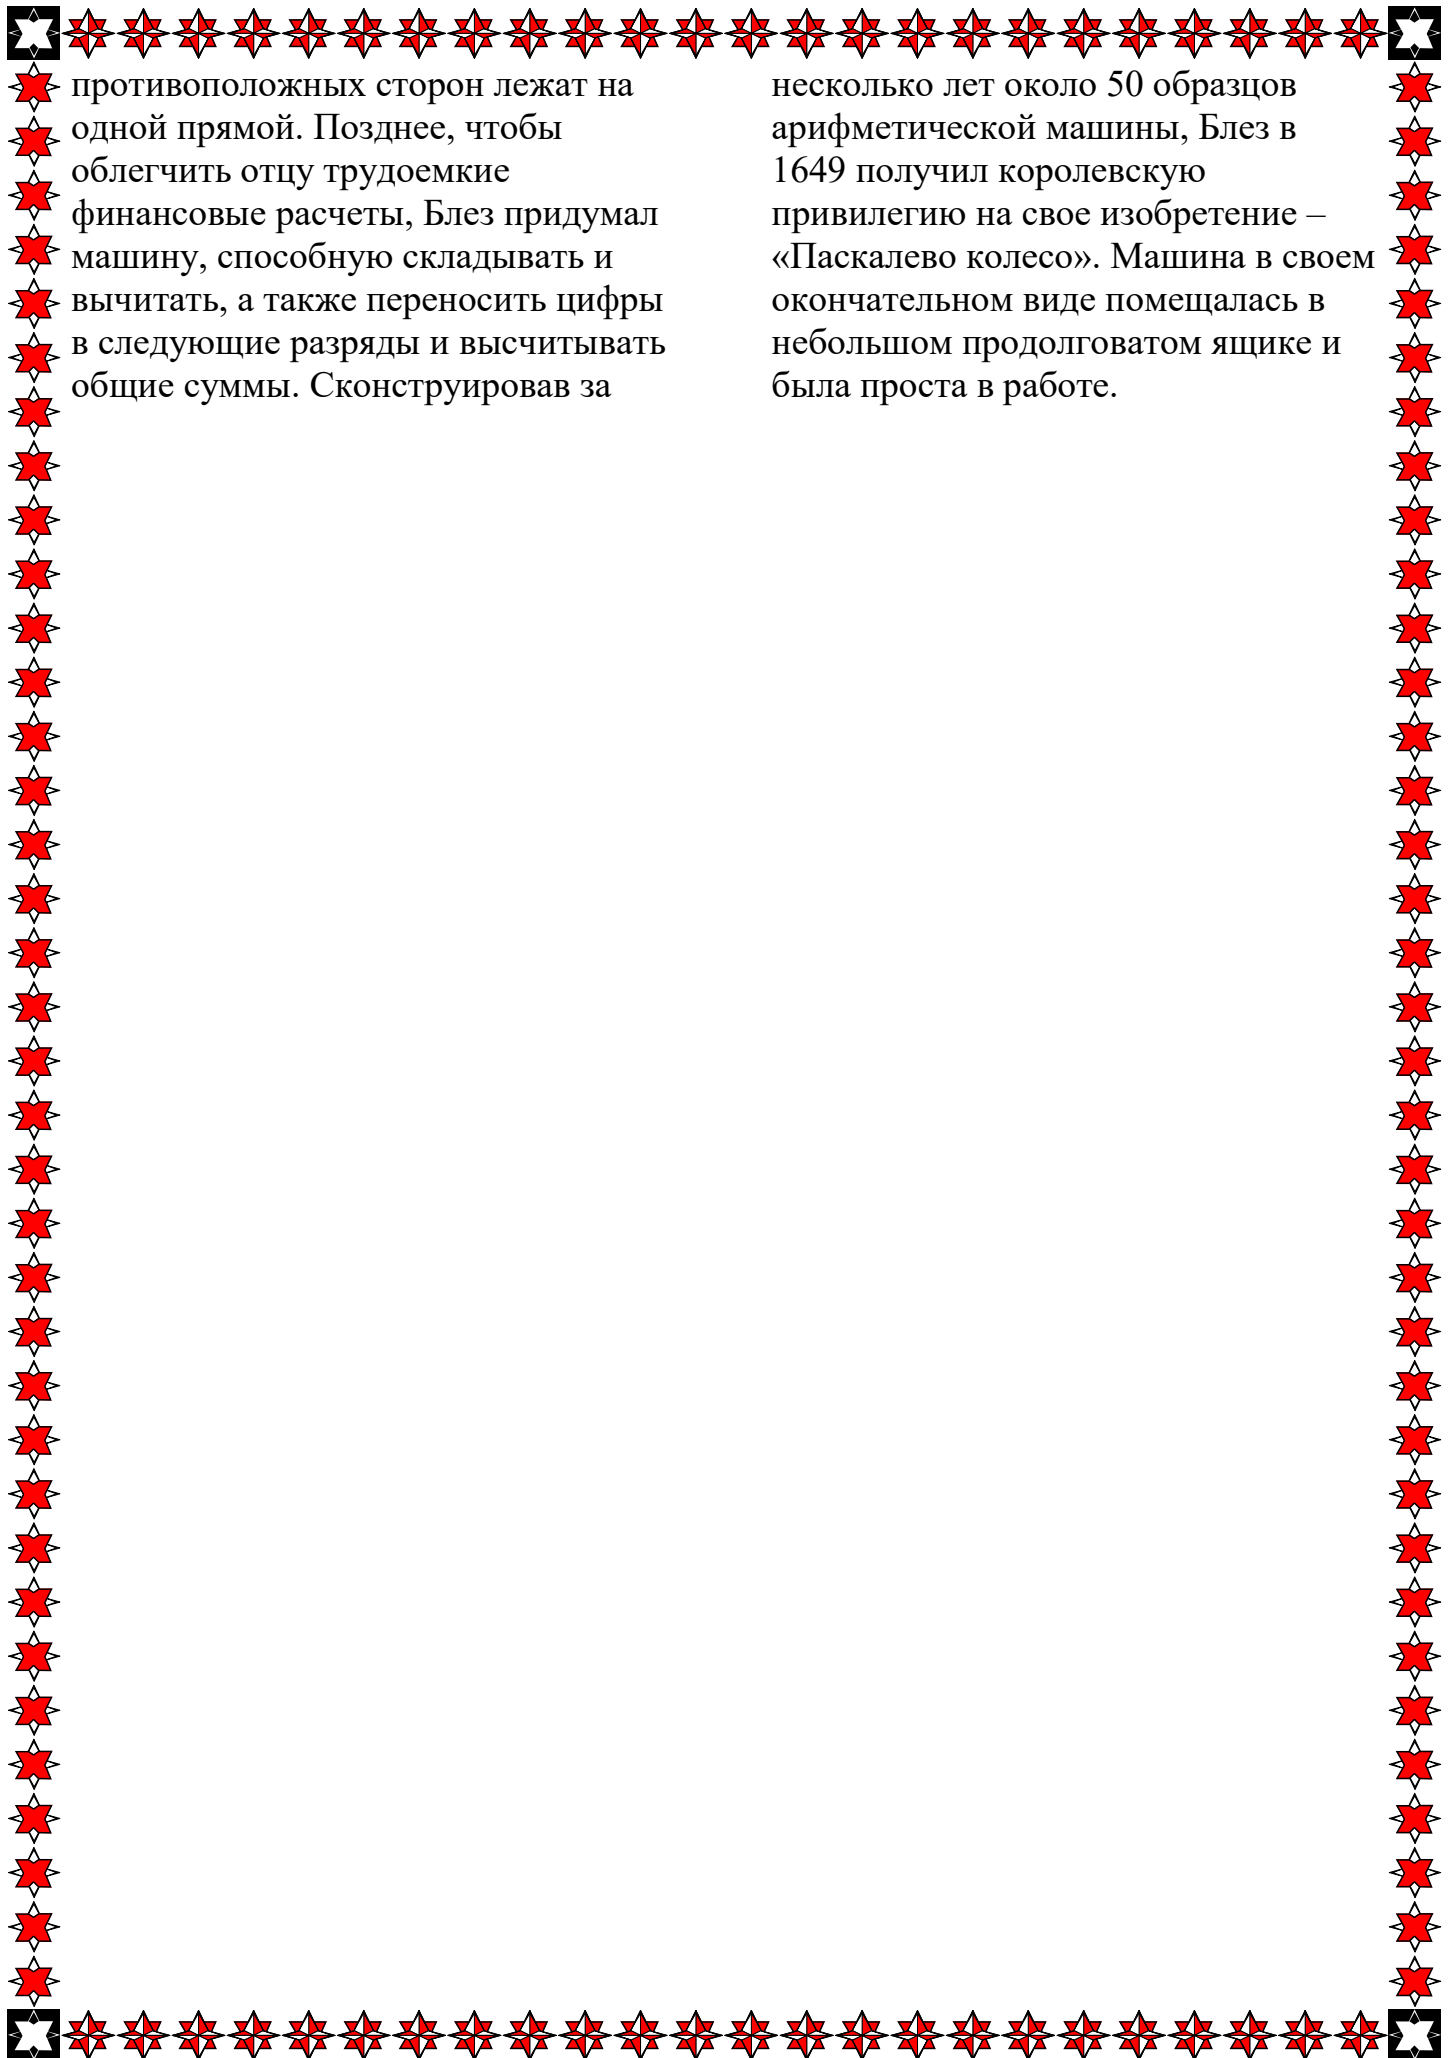 противоположных сторон лежат на
одной прямой. Позднее, чтобы
облегчить отцу трудоемкие
финансовые расчеты, Блез придумал
машину, способную складывать и
вычитать, а также переносить цифры
в следующие разряды и высчитывать
общие суммы. Сконструировав за
несколько лет около 50 образцов
арифметической машины, Блез в
1649 получил королевскую
привилегию на свое изобретение –
«Паскалево колесо». Машина в своем
окончательном виде помещалась в
небольшом продолговатом ящике и
была проста в работе.